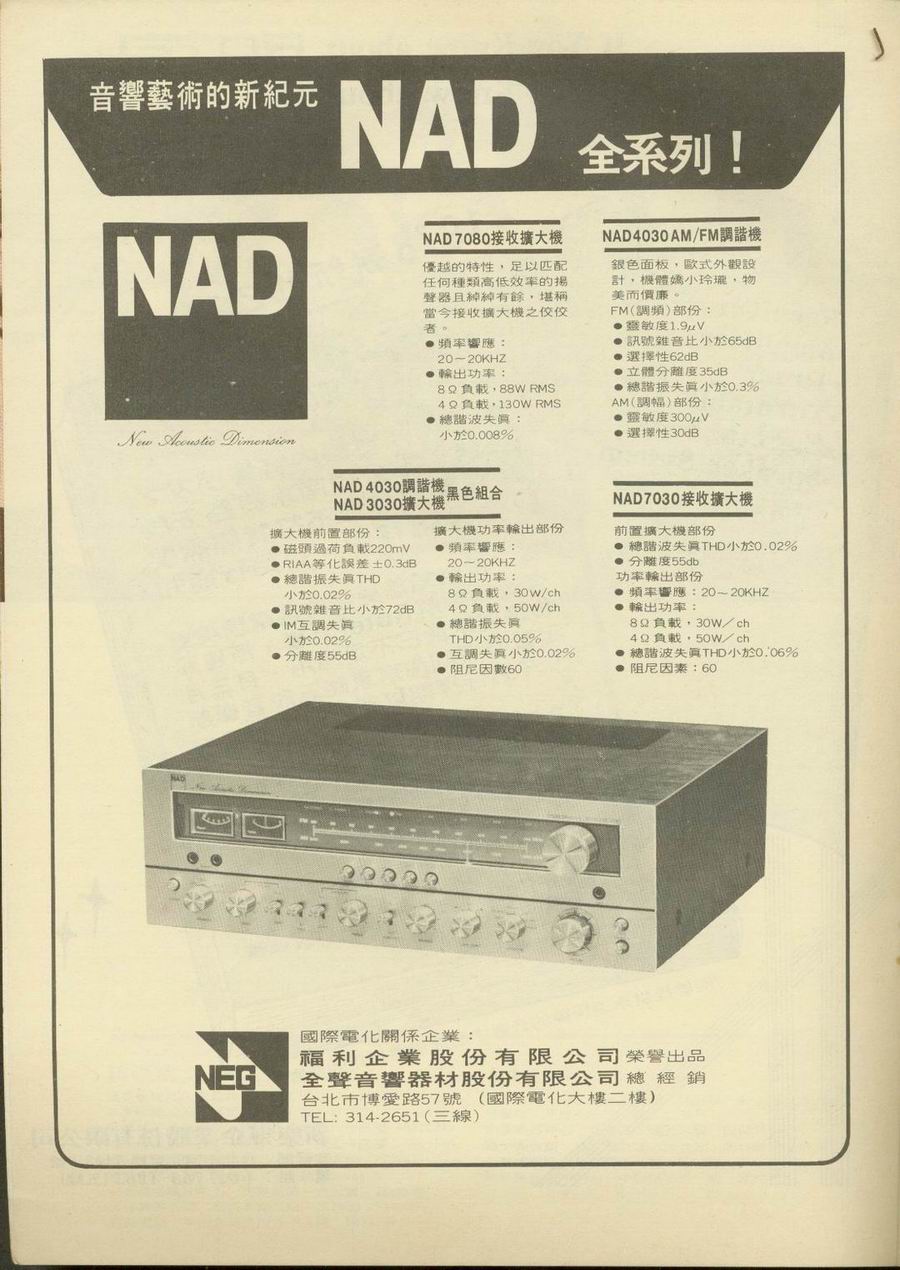 音響藝術的新紀元
NAD
全系列！
NAD
New Acoustic Dimension
NAD 7080接收擴大機
優越的特性，足以匹配
任何種類高低效率的揚
聲器且綽綽有餘，堪稱
當今接收擴大機之佼佼
者。
●頻率響應：
20～20KHZ
●輸出功率：
8Ω負載，88W RMS
4Ω負載，130W RMS
●總諧波失眞：
小於0.008%
NAD4030AM/FM調諧機
銀色面板，歐式外觀設
計，機體嬌小玲瓏，物
美而價廉。
FM(調頻)部份：
●靈敏度1.9μV
●訊號雜音比小於65dB
●選擇性62dB
●立體分離度35dB
●總諧振失眞小於0.3%
AM(調幅)部份：
●靈敏度300μV
●選擇性30dB
NAD 4030調諧機
NAD 3030擴大機
黑色組合
擴大機前置部份：
●磁頭過荷負載220mV
●RIAA等化誤差±0.3dB
●總諧振失眞THD
小於0.02%
●訊號雜音比小於72dB
●IM互調失眞
小於0.02%
●分離度55dB
擴大機功率輸出部份
●頻率響應：
20～20KHZ
●輸出功率：
8Ω負載，30W/ch
4Ω負載，50W/ch
●總諧振失眞
THD小於0.05%
●互調失眞小於0.02%
●阻尼因數60
NAD7030接收擴大機
前置擴大機部份
●總諧波失眞THD小於0.02%
●分離度55db
功率輸出部份
●頻率響應：20～20KHZ
●輸出功率：
8Ω負載，30W／ch
4Ω負載，50W／ch
●總諧波失眞THD小於0.06%
●阻尼因素：60
NAD
New Acoustic Dimension
NEG
國際電化關係企業：
福利企業股份有限公司榮譽出品
全聲音響器材股份有限公司總經銷
台北市博愛路57號（國際電化大樓二樓）
TEL: 314-2651(三線)